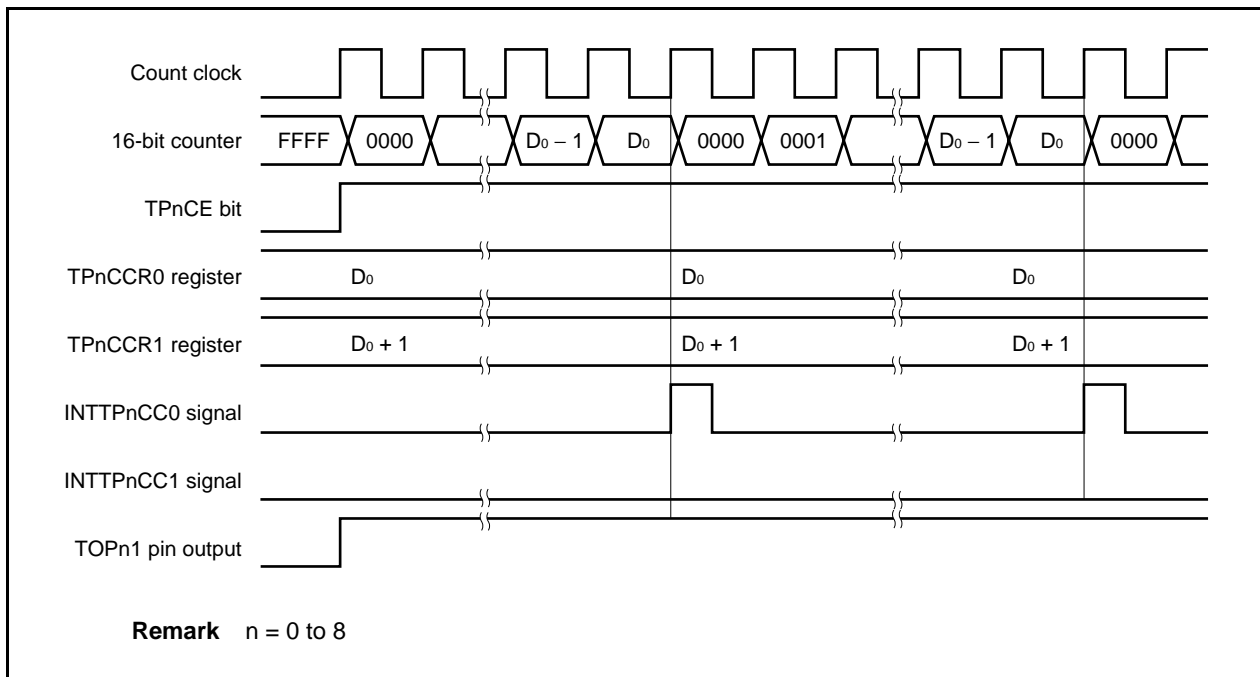 Count clock
16-bit counter FFFF 0000 D0 − 1 D0 0000 0001 D0 − 1 D0 0000
TPnCE bit
TPnCCR0 register D0 D0 D0
TPnCCR1 register D0 + 1 D0 + 1 D0 + 1
INTTPnCC0 signal
INTTPnCC1 signal
TOPn1 pin output
Remark n = 0 to 8